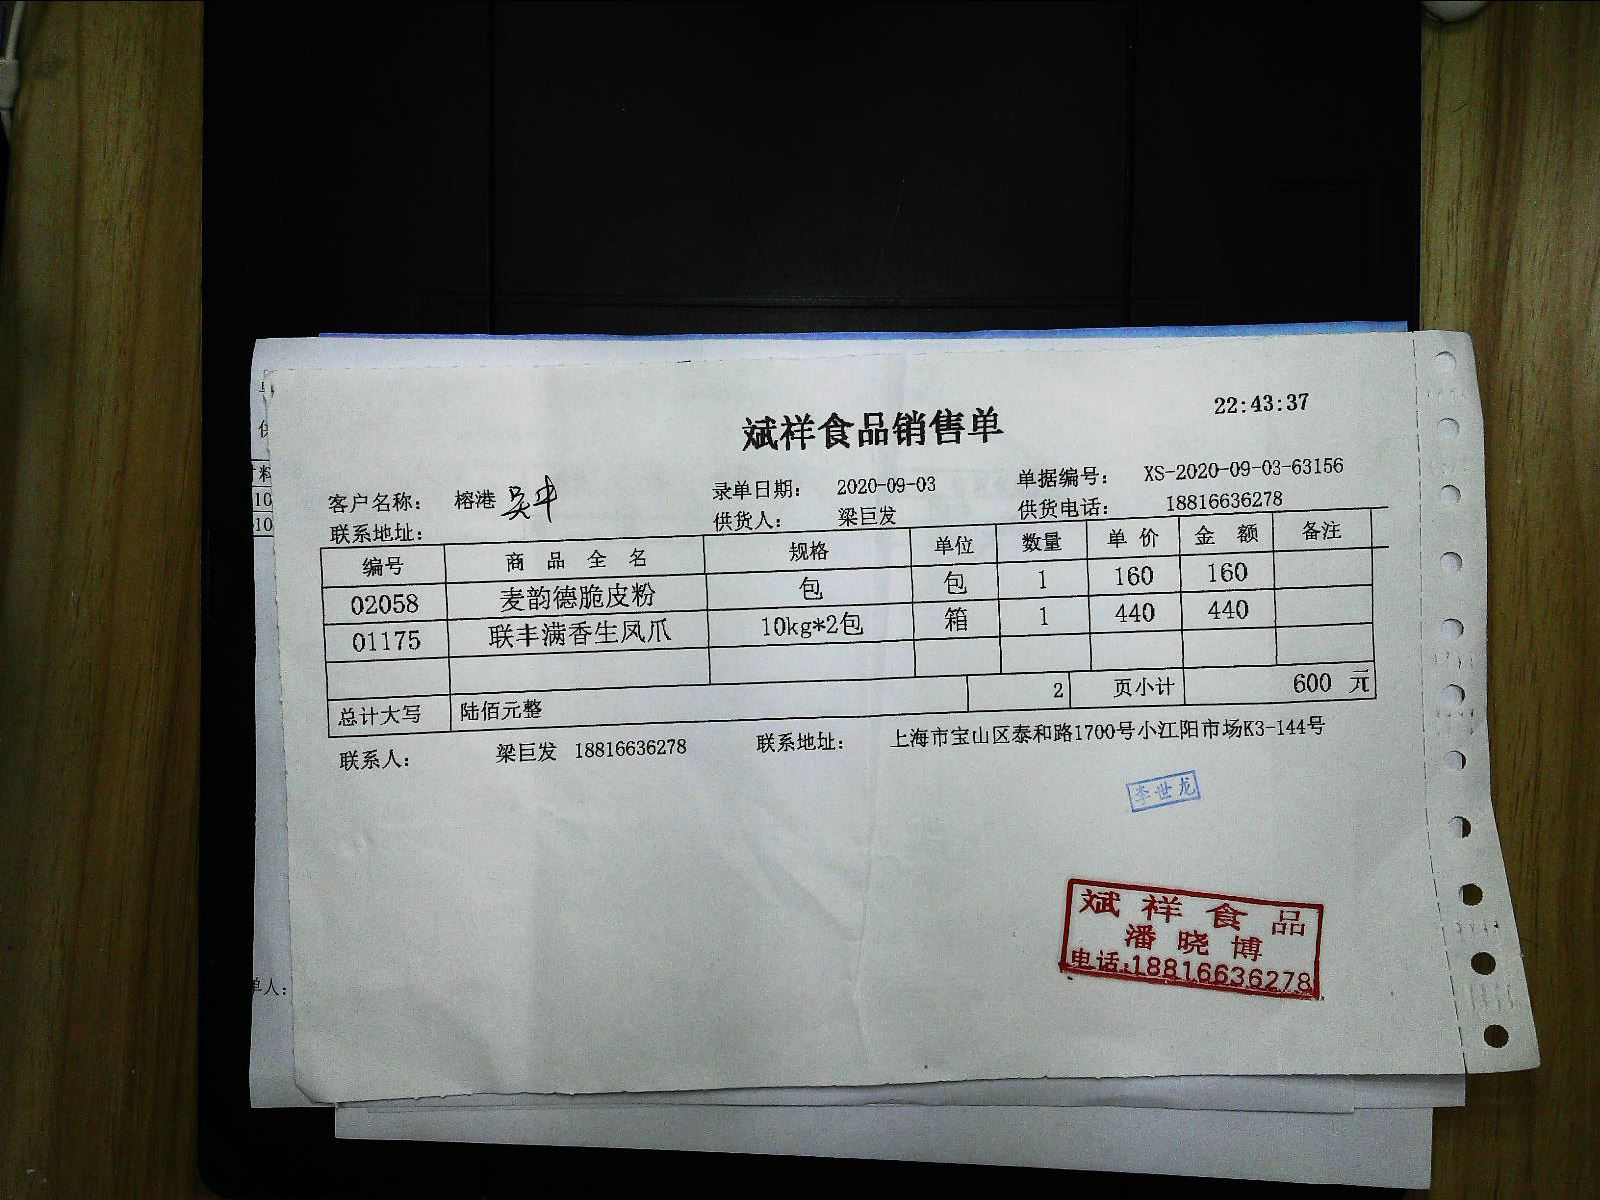 22:43:37
斌祥食品销售单
客户名称： 榕港 录单日期： 2020-09-03 单据编号： XS-2020-09-03-63156
联系地址： 供货人： 梁巨发 供货电话： 18816636278
编号 商品全名 规格 单位 数量 单价 金额 备注
02058 麦韵德脆皮粉 包 包 1 160 160
01175 联丰满香生凤爪 10kg*2包 箱 1 440 440
总计大写 陆佰元整 2 页小计 600 元
联系人： 梁巨发 18816636278 联系地址： 上海市宝山区泰和路1700号小江阳市场K3-144号
李世龙
斌祥食品
潘晓博
电话:18816636278
料
10
10
单人：